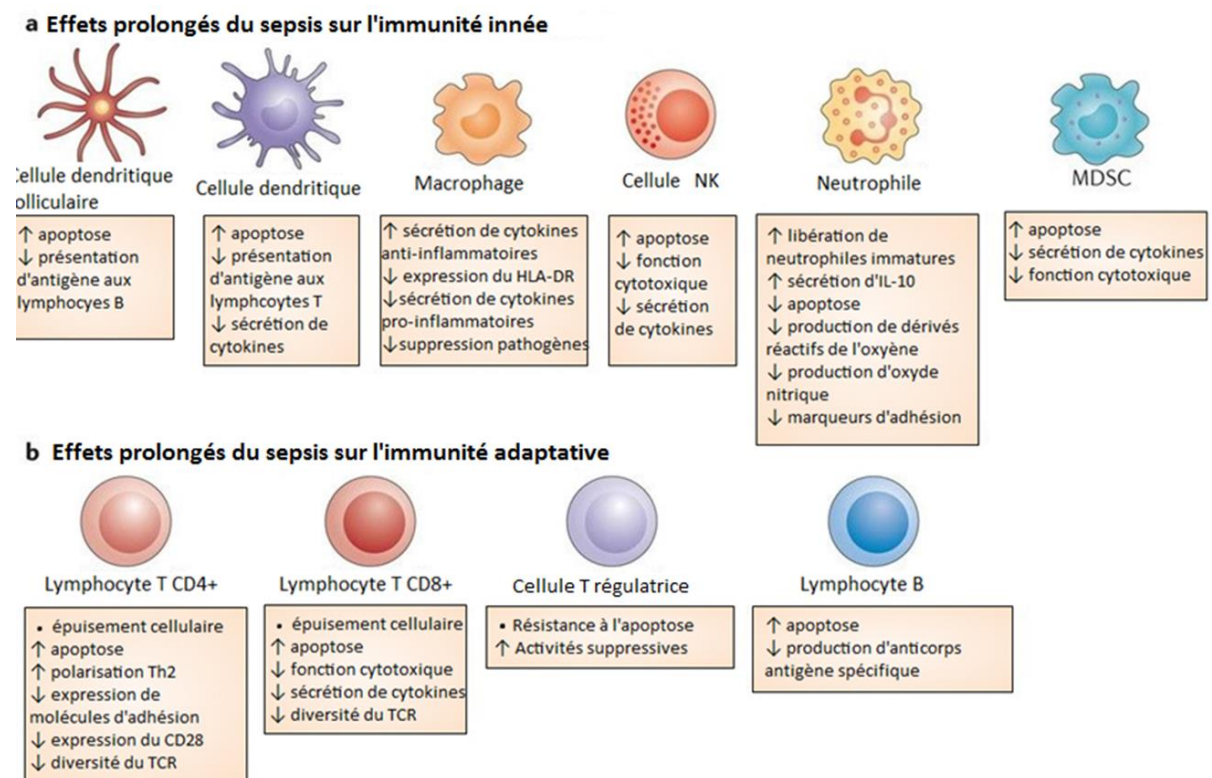 a Effets prolongés du sepsis sur l'immunité innée
Cellule dendritique
olliculaire
↑ apoptose
↓ présentation
d'antigène aux
lymphocyes B
Cellule dendritique
↑ apoptose
↓ présentation
d'antigène aux
lymphcoytes T
↓ sécrétion de
cytokines
Macrophage
↑ sécrétion de cytokines
anti-inflammatoires
↓ expression du HLA-DR
↓sécrétion de cytokines
pro-inflammatoires
↓suppression pathogènes
Cellule NK
↑ apoptose
↓ fonction
cytotoxique
↓ sécrétion
de cytokines
Neutrophile
↑ libération de
neutrophiles immatures
↑ sécrétion d'IL-10
↓ apoptose
↓ production de dérivés
réactifs de l'oxyène
↓ production d'oxyde
nitrique
↓ marqueurs d'adhésion
MDSC
↑ apoptose
↓ sécrétion de cytokines
↓ fonction cytotoxique
b Effets prolongés du sepsis sur l'immunité adaptative
Lymphocyte T CD4+
• épuisement cellulaire
↑ apoptose
↑ polarisation Th2
↓ expression de
molécules d'adhésion
↓ expression du CD28
↓ diversité du TCR
Lymphocyte T CD8+
• épuisement cellulaire
↑ apoptose
↓ fonction cytotoxique
↓ sécrétion de cytokines
↓ diversité du TCR
Cellule T régulatrice
• Résistance à l'apoptose
↑ Activités suppressives
Lymphocyte B
↑ apoptose
↓ production d'anticorps
antigène spécifique